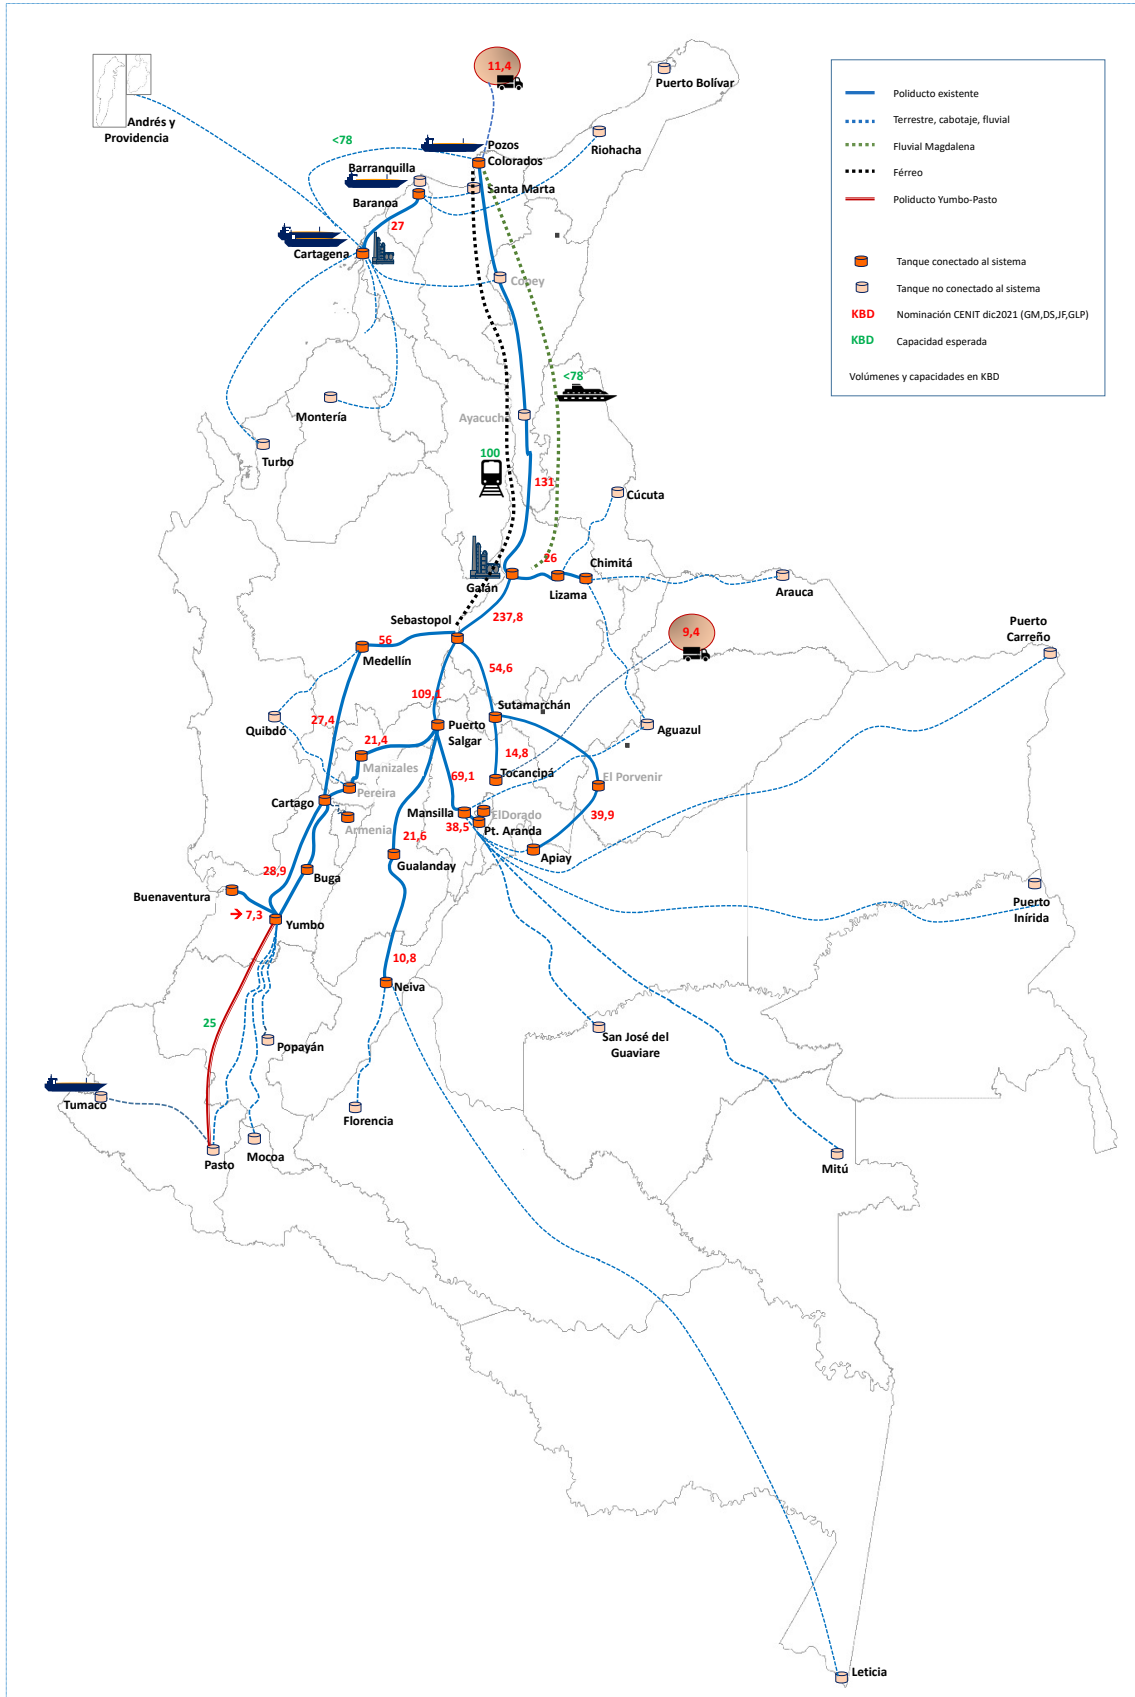 11,4
Puerto Bolívar
Andrés y
Providencia
<78
Pozos
Colorados
Riohacha
Barranquilla
Santa Marta
Baranoa
27
Cartagena
Copey
<78
Montería
Ayacucho
Turbo
100
131
Cúcuta
26
Chimitá
Galán
Lizama
Arauca
237,8
Sebastopol
56
Medellín
9,4
Puerto
Carreño
54,6
109,1
Sutamarchán
Quibdó
27,4
Puerto
Salgar
Aguazul
21,4
14,8
Manizales
69,1
Tocancipá
El Porvenir
Pereira
Cartago
Mansilla
ElDorado
39,9
Armenia
38,5
Pt. Aranda
21,6
Apiay
Gualanday
28,9
Buga
Buenaventura
Puerto
Inírida
→ 7,3
Yumbo
10,8
Neiva
25
San José del
Guaviare
Popayán
Tumaco
Florencia
Pasto
Mocoa
Mitú
Leticia
Poliducto existente
Terrestre, cabotaje, fluvial
Fluvial Magdalena
Férreo
Poliducto Yumbo-Pasto
Tanque conectado al sistema
Tanque no conectado al sistema
KBD Nominación CENIT dic2021 (GM,DS,JF,GLP)
KBD Capacidad esperada
Volúmenes y capacidades en KBD